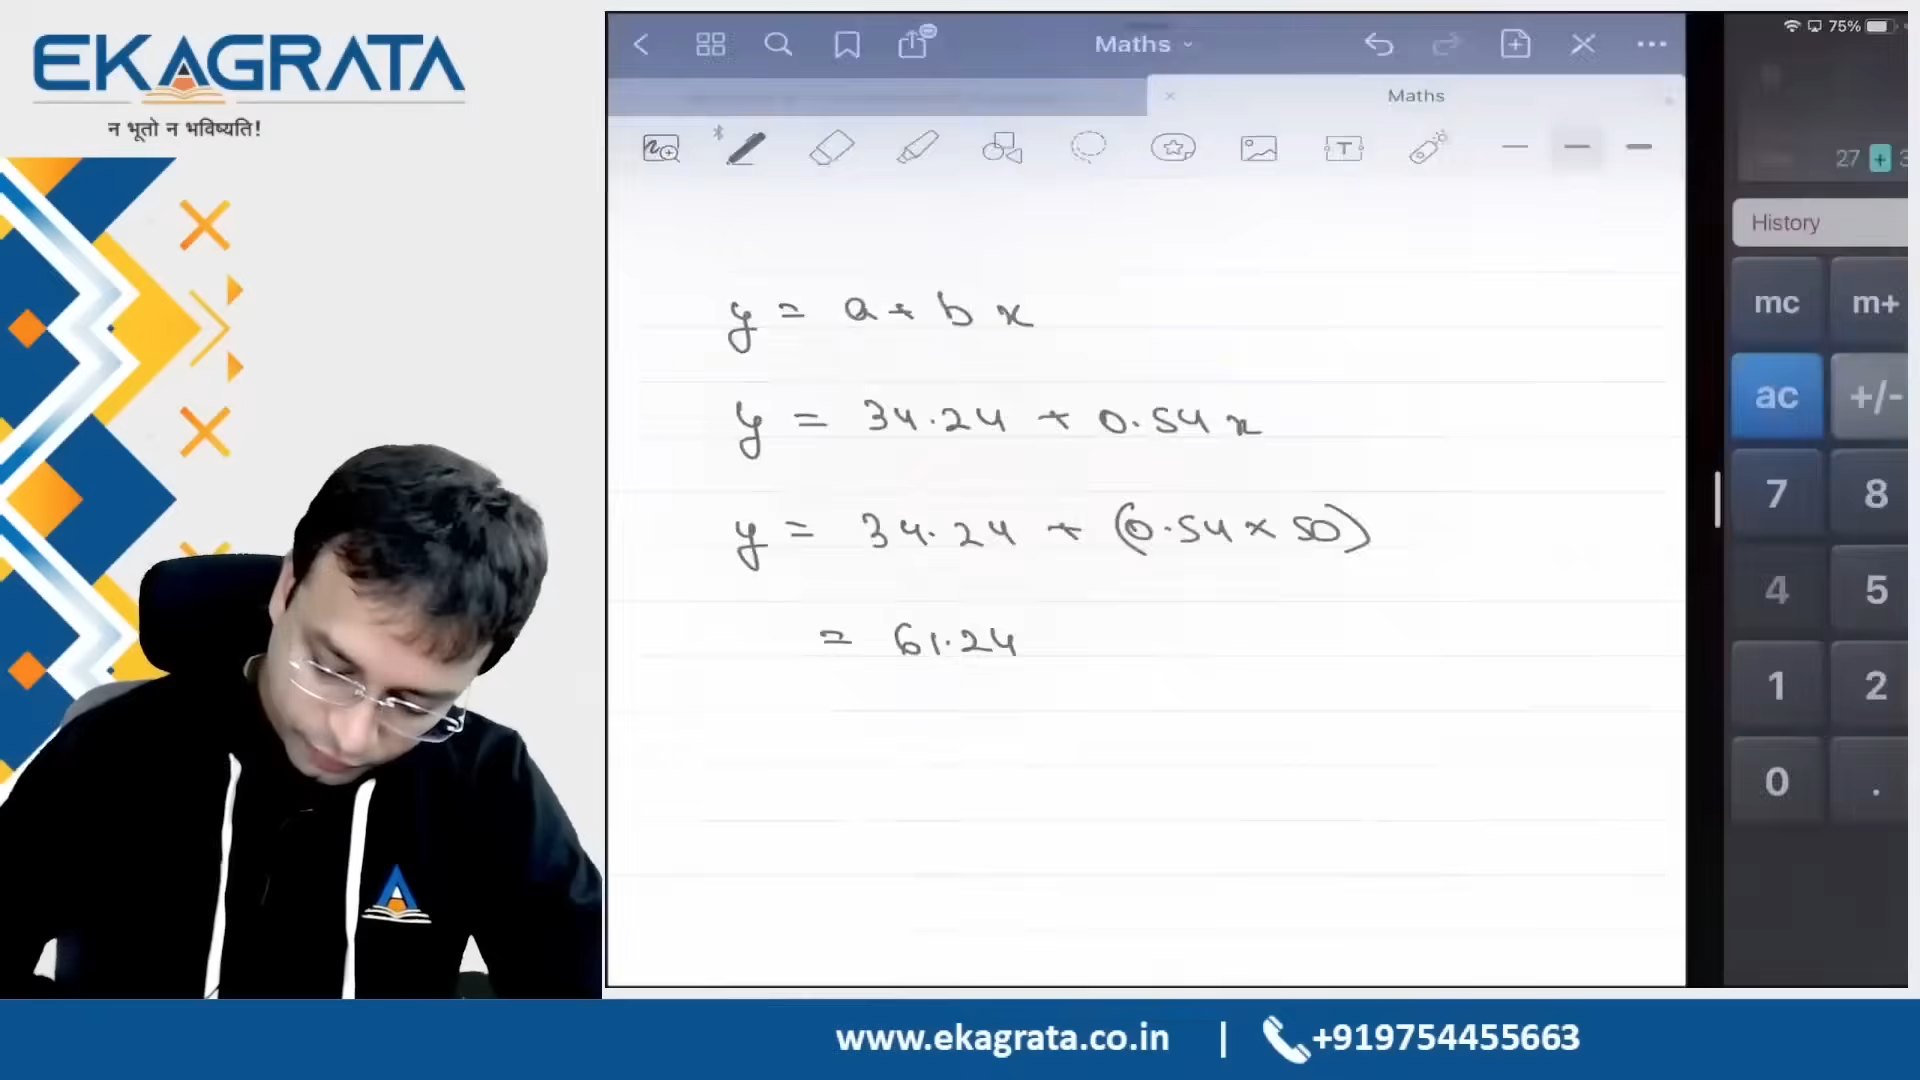 EKAGRATA
न भूतो न भविष्यति!
Maths
75%
Maths
T
27 + 3
History
mc m+
ac +/-
7 8
4 5
1 2
0 .
y = a + b x
y = 34.24 + 0.54 x
y = 34.24 + (0.54 × 50)
= 61.24
www.ekagrata.co.in | +919754455663